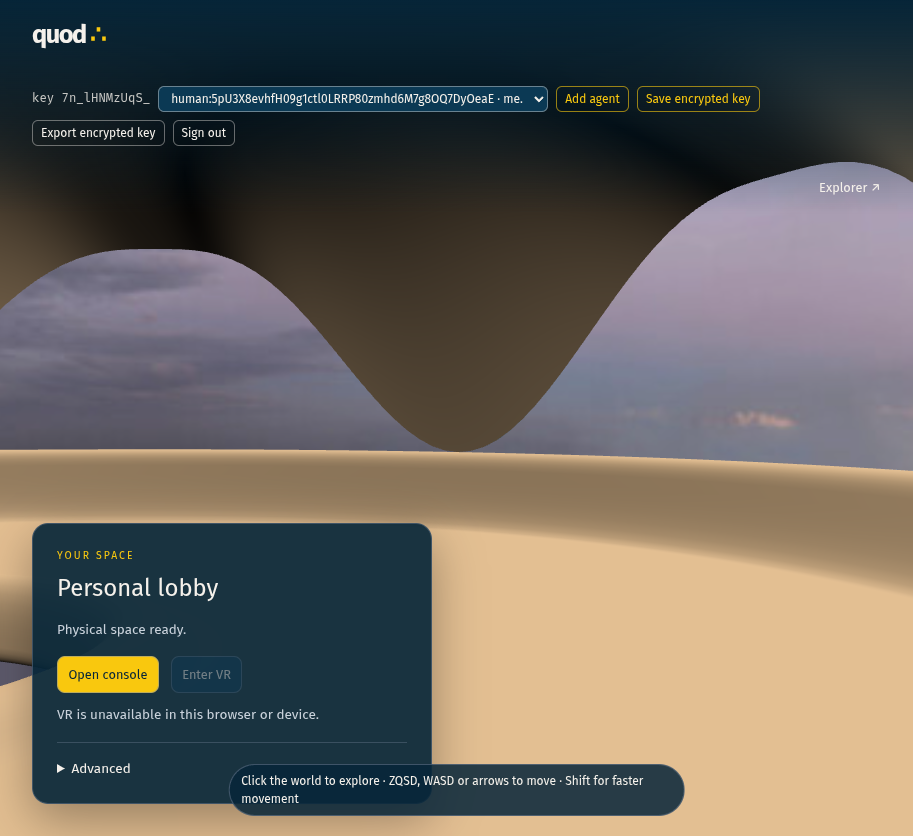 quod
key 7n_lHNMzUqS_
human:5pU3X8evhfH09g1ctl0LRRP80zmhd6M7g8OQ7DyOeaE · me.
Add agent
Save encrypted key
Export encrypted key
Sign out
Explorer ↗
YOUR SPACE
Personal lobby
Physical space ready.
Open console
Enter VR
VR is unavailable in this browser or device.
Advanced
Click the world to explore · ZQSD, WASD or arrows to move · Shift for faster
movement